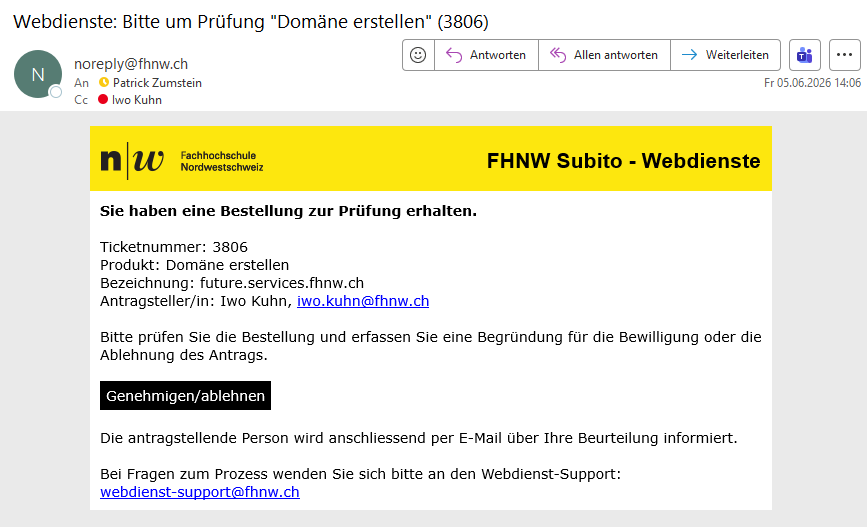 Webdienste: Bitte um Prüfung "Domäne erstellen" (3806)
N
noreply@fhnw.ch
An Patrick Zumstein
Cc Iwo Kuhn
Antworten
Allen antworten
Weiterleiten
Fr 05.06.2026 14:06
n|w Fachhochschule
Nordwestschweiz
FHNW Subito - Webdienste
Sie haben eine Bestellung zur Prüfung erhalten.
Ticketnummer: 3806
Produkt: Domäne erstellen
Bezeichnung: future.services.fhnw.ch
Antragsteller/in: Iwo Kuhn, iwo.kuhn@fhnw.ch
Bitte prüfen Sie die Bestellung und erfassen Sie eine Begründung für die Bewilligung oder die
Ablehnung des Antrags.
Genehmigen/ablehnen
Die antragstellende Person wird anschliessend per E-Mail über Ihre Beurteilung informiert.
Bei Fragen zum Prozess wenden Sie sich bitte an den Webdienst-Support:
webdienst-support@fhnw.ch